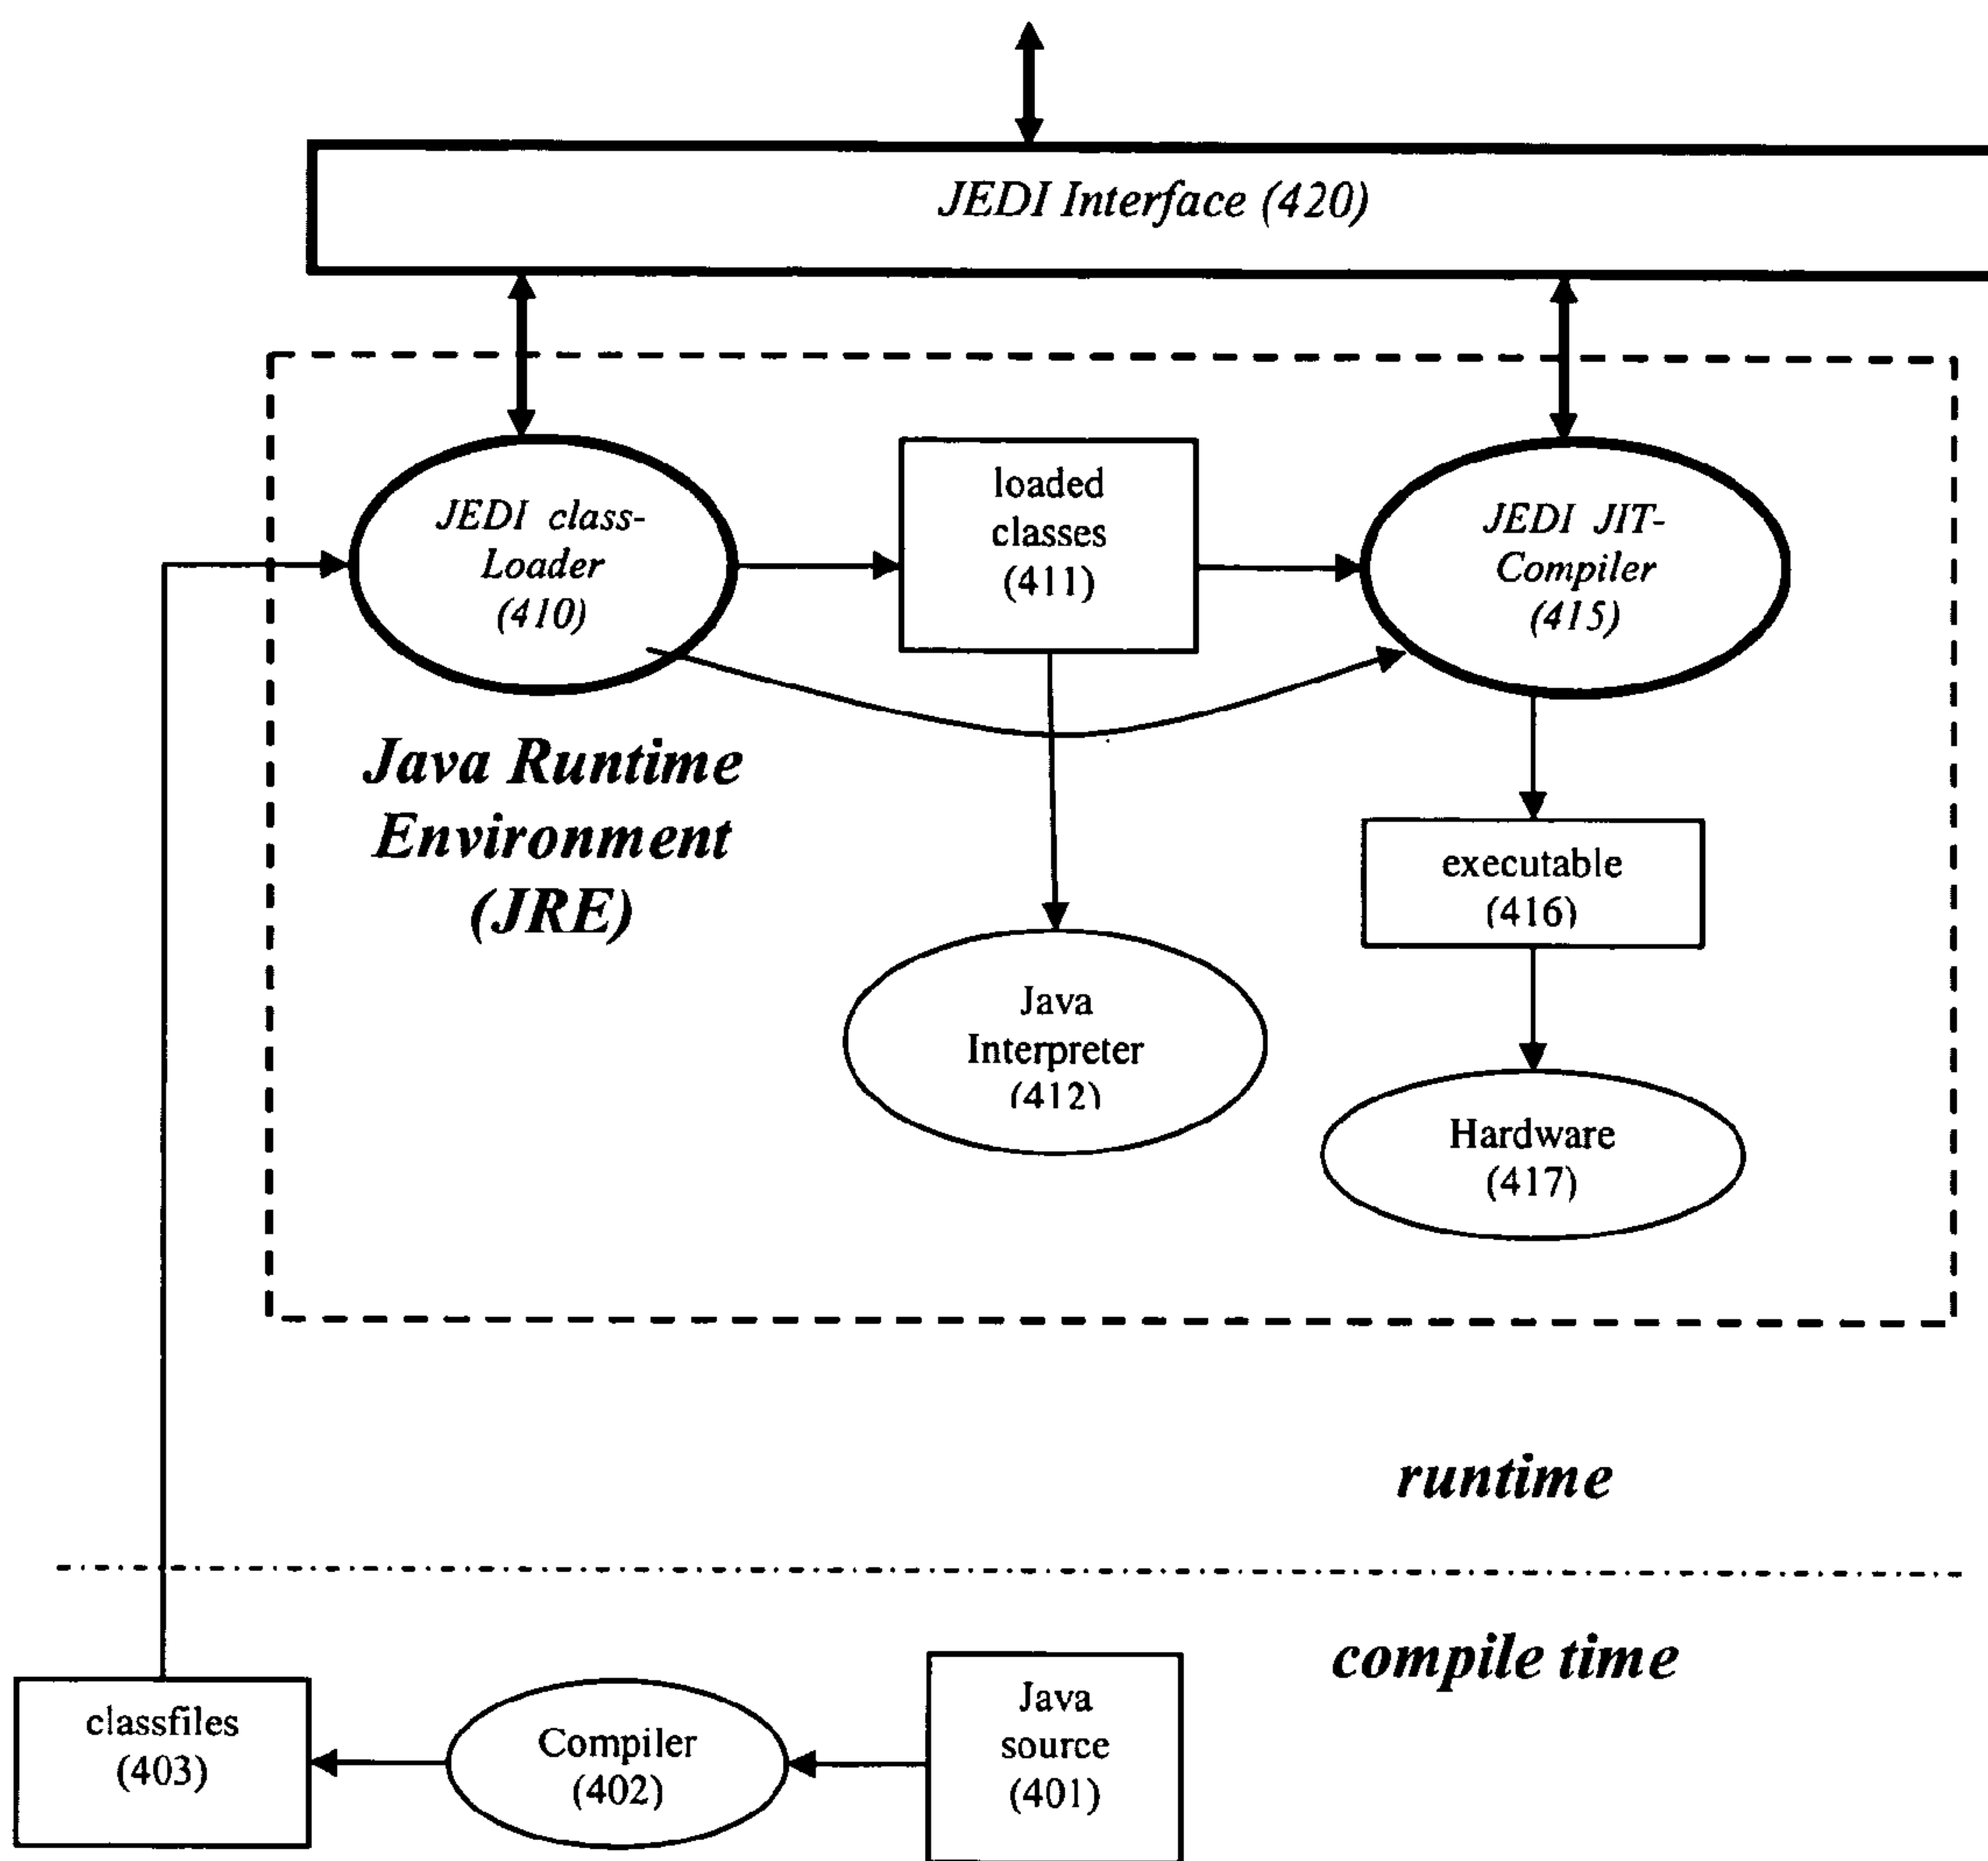 JEDI Interface (420)
JEDI class-
Loader
(410)
loaded
classes
(411)
JEDI JIT-
Compiler
(415)
Java Runtime
Environment
(JRE)
executable
(416)
Java
Interpreter
(412)
Hardware
(417)
runtime
compile time
classfiles
(403)
Compiler
(402)
Java
source
(401)